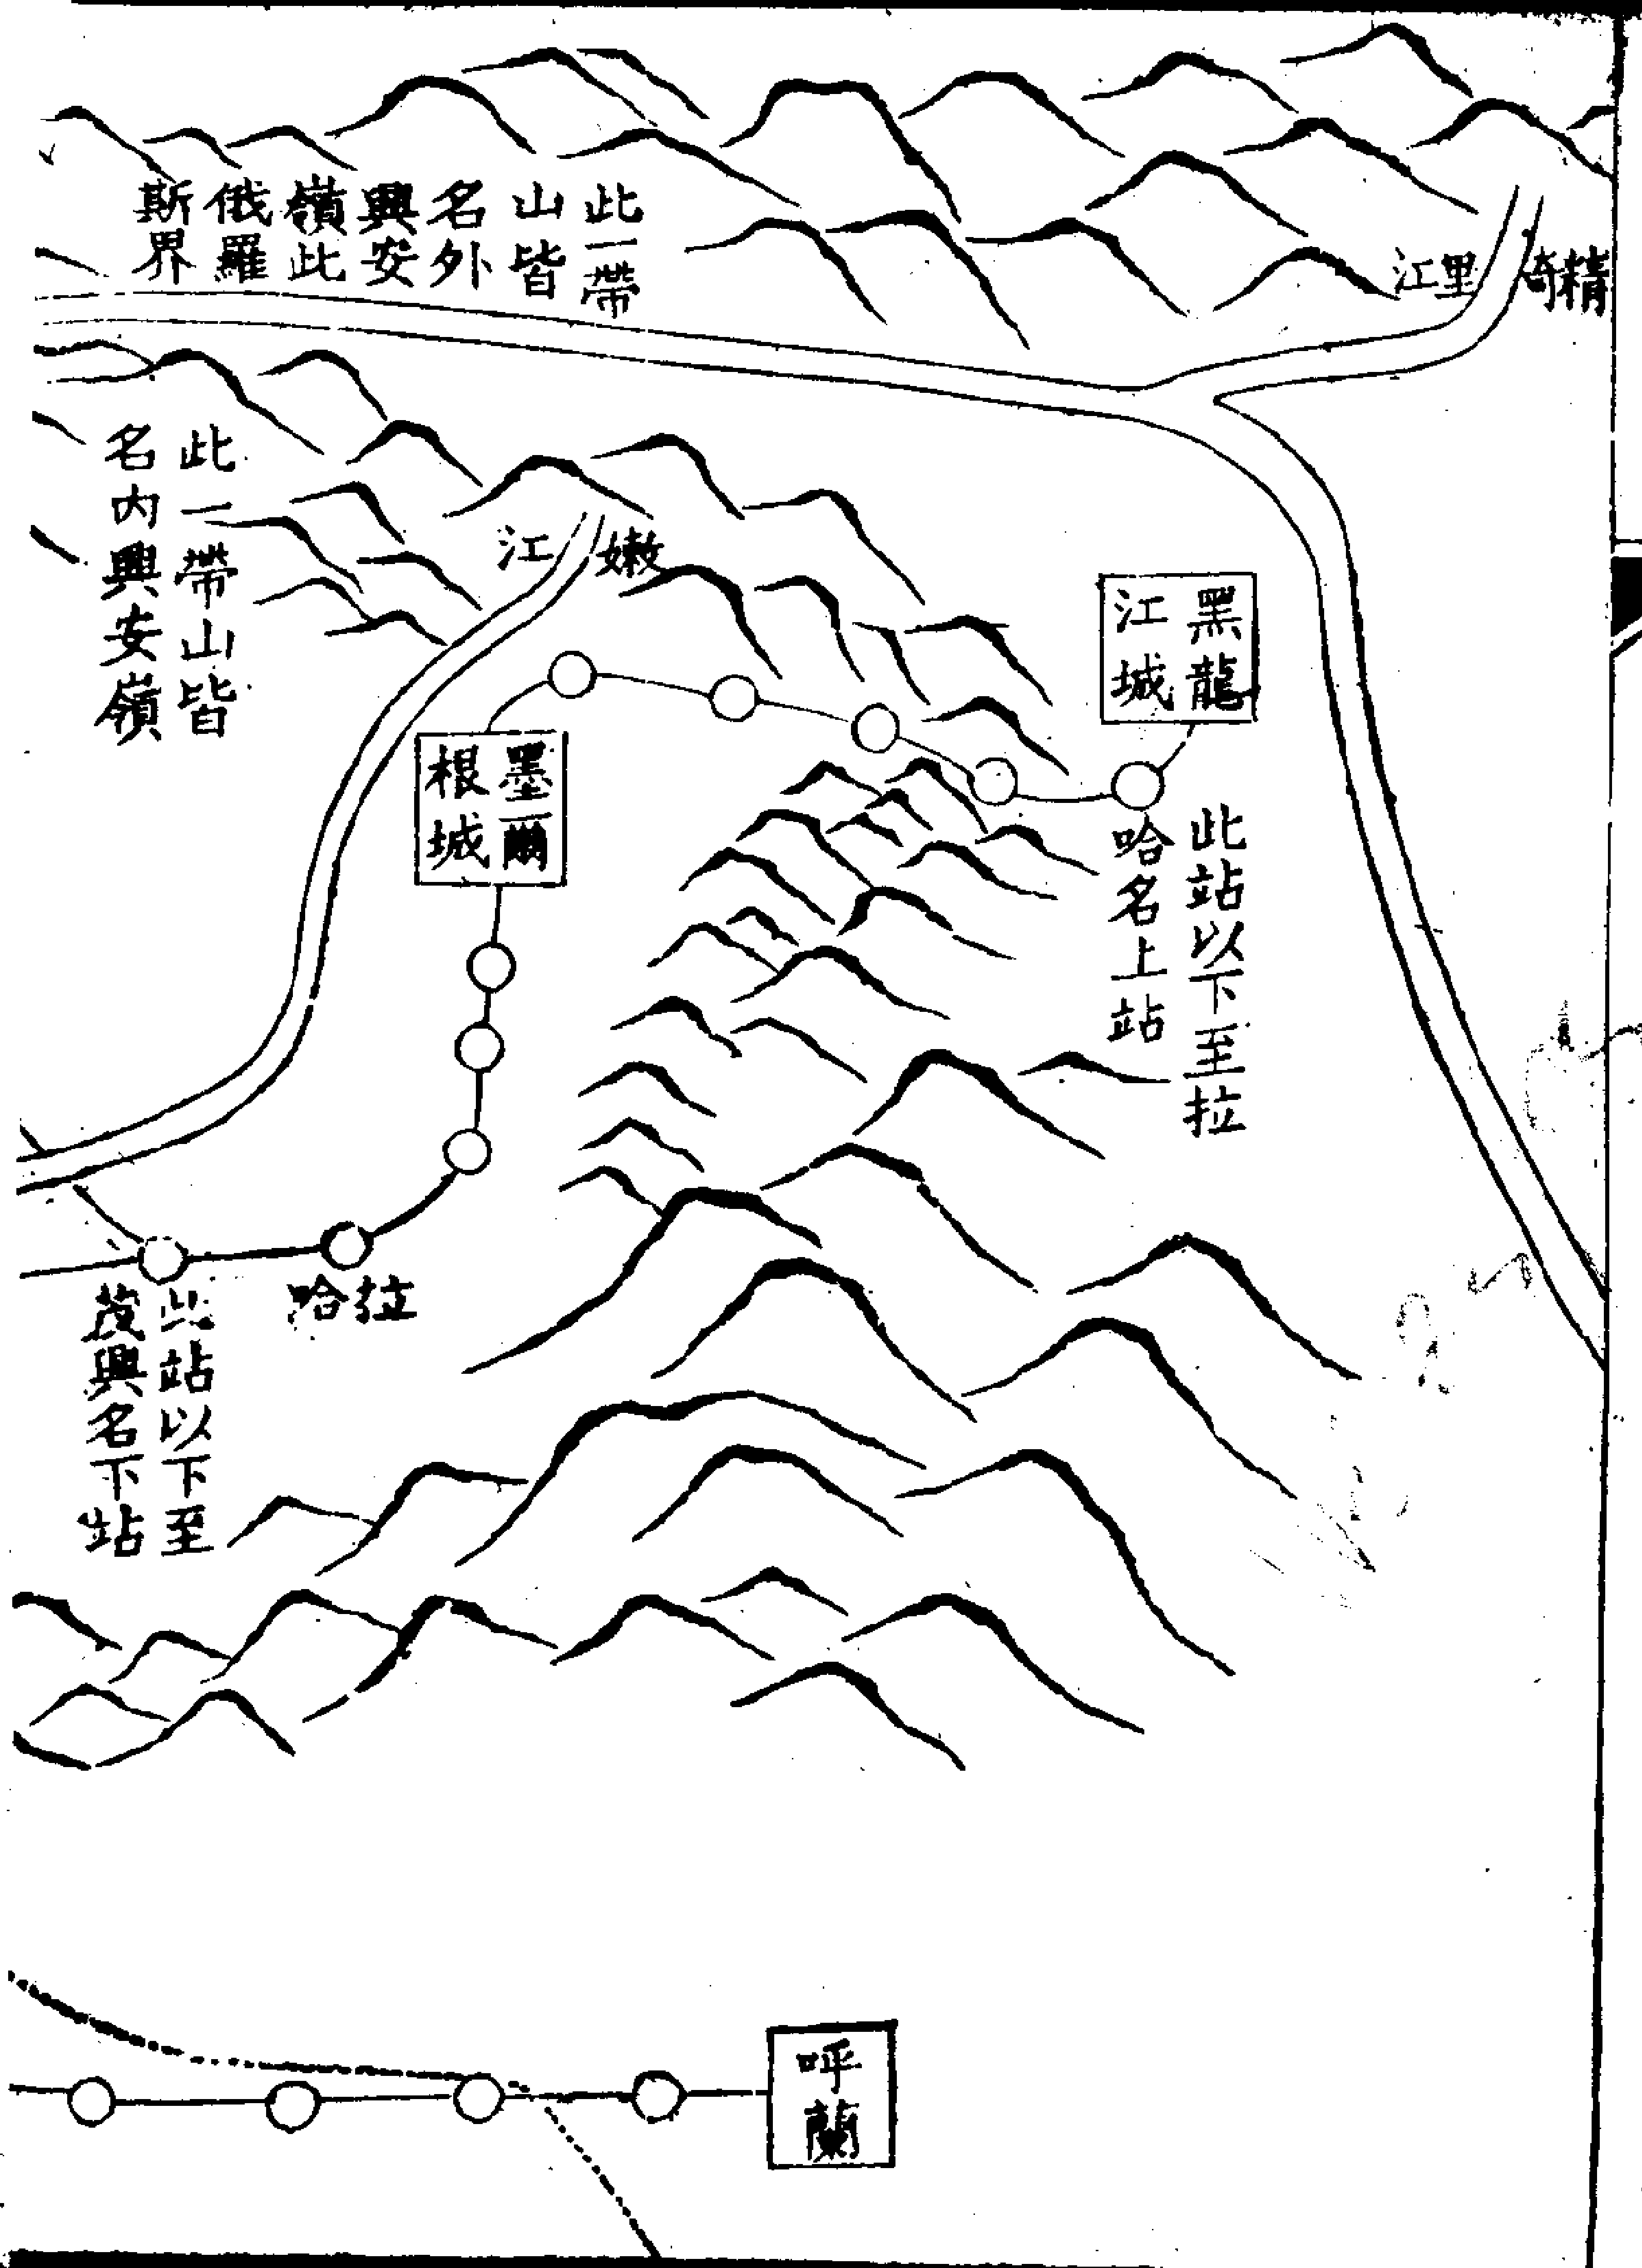 此一帶
山皆
名外
興安
嶺此
俄羅
斯界
精奇
里江
此一帶山皆
名內興安嶺
嫩
江
黑龍
江城
墨爾
根城
此站以下至拉
哈名上站
拉哈
此站以下至
茂興名下站
呼蘭